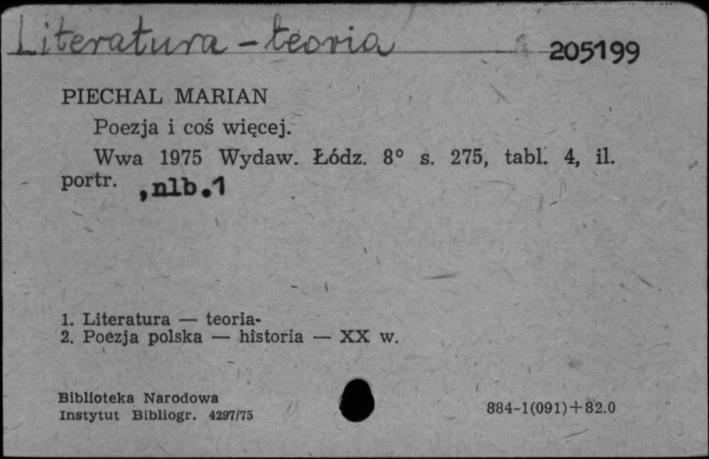 Literatura - teoria
205199
PIECHAL MARIAN
Poezja i coś więcej.
Wwa 1975 Wydaw. Łódz. 8° s. 275, tabl. 4, il.
portr. , nlb.1
1. Literatura — teoria-
2. Poezja polska — historia — XX w.
Biblioteka Narodowa
Instytut Bibliogr. 4297/75
884-1(091)+82.0